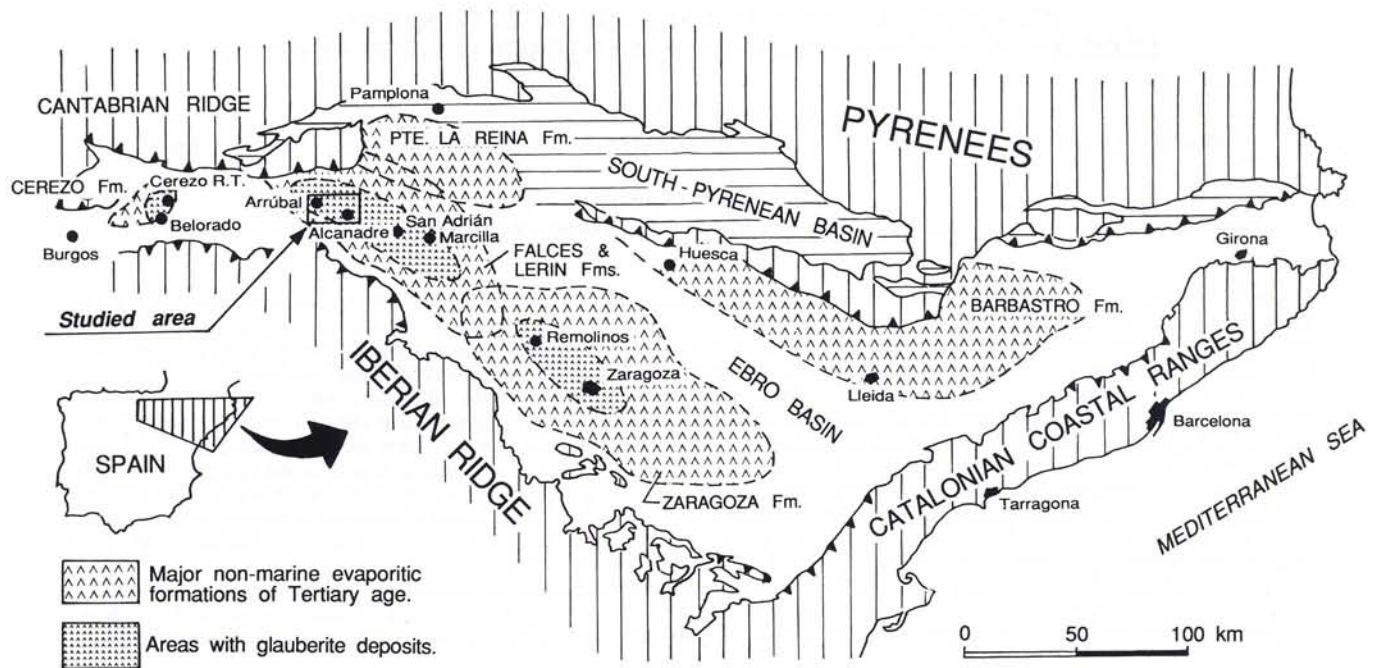 CANTABRIAN RIDGE
Pamplona
PYRENEES
PTE. LA REINA Fm.
SOUTH-PYRENEAN BASIN
CEREZO Fm.
Cerezo R.T.
Arrúbal
San Adrián
Belorado
Alcanadre
Marcilla
Burgos
FALCES &
LERIN Fms.
Huesca
Girona
Studied area
BARBASTRO Fm.
Remolinos
Zaragoza
EBRO BASIN
Lleida
IBERIAN RIDGE
CATALONIAN COASTAL RANGES
Barcelona
SPAIN
ZARAGOZA Fm.
Tarragona
MEDITERRANEAN SEA
Major non-marine evaporitic
formations of Tertiary age.
Areas with glauberite deposits.
0 50 100 km